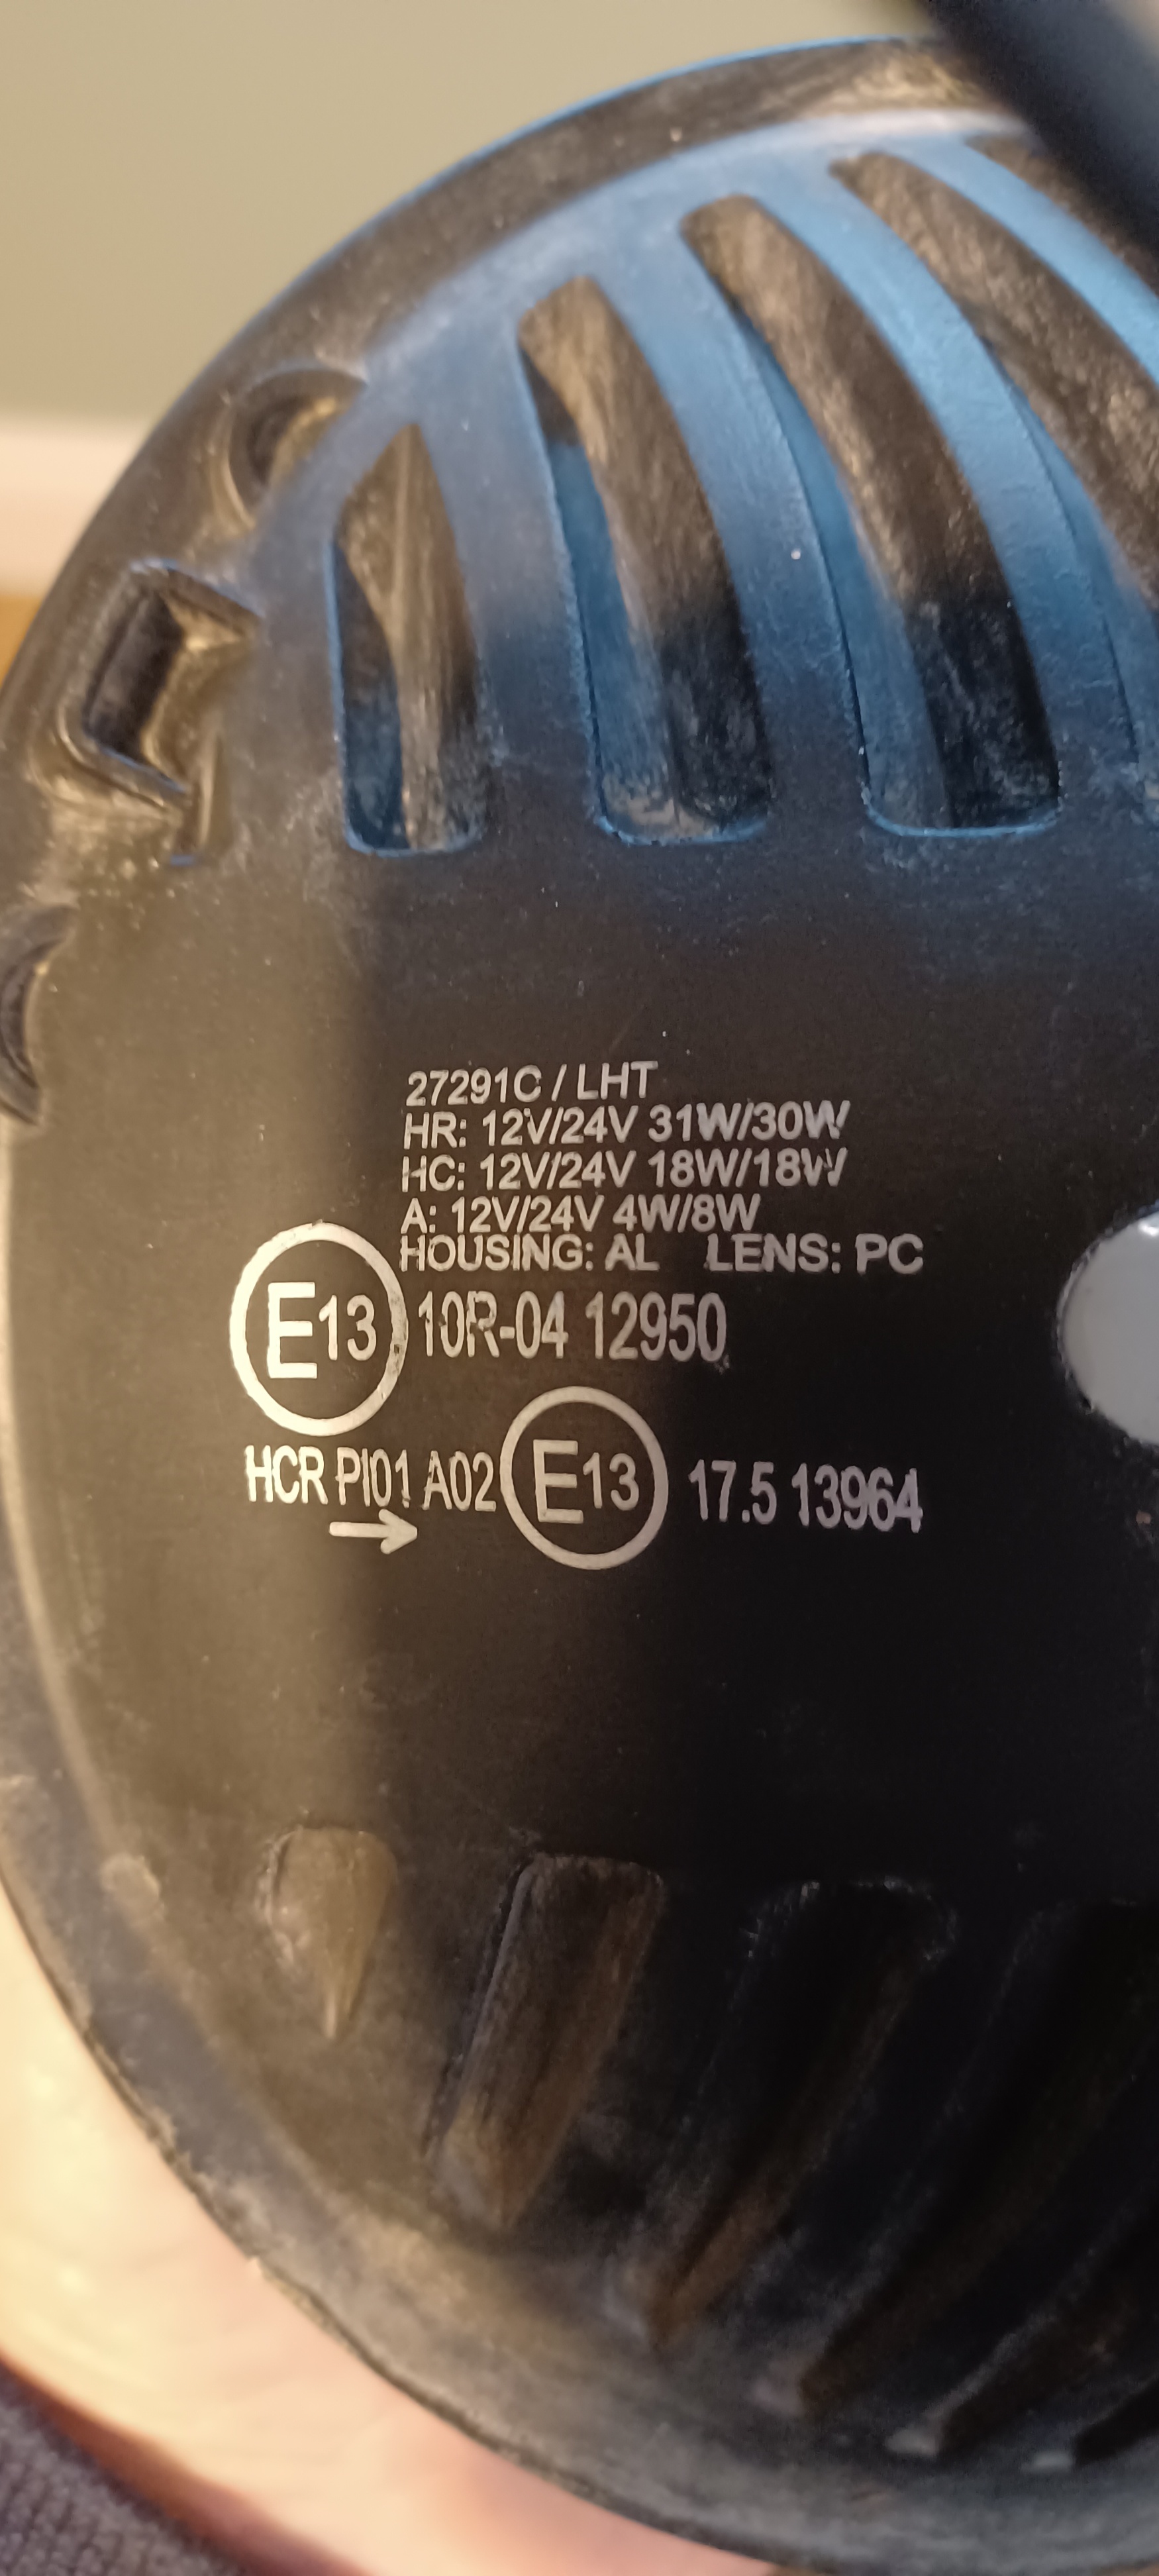 27291C / LHT
HR: 12V/24V 31W/30W
HC: 12V/24V 18W/18W
A: 12V/24V 4W/8W
HOUSING: AL LENS: PC
E13 10R-04 12950
HCR PI01 A02 E13 17.5 13964